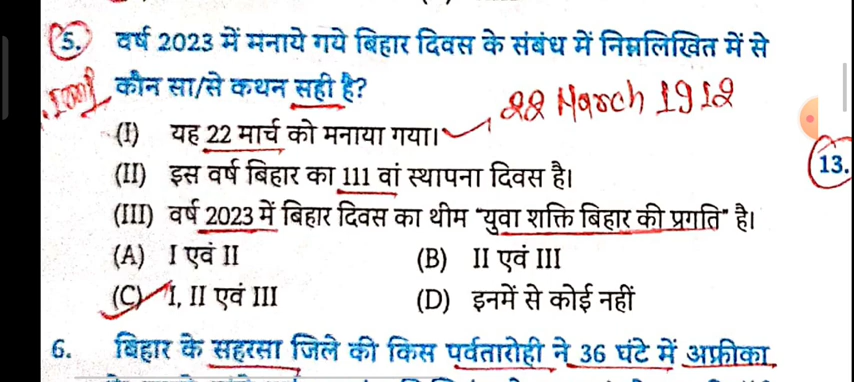 5. वर्ष 2023 में मनाये गये बिहार दिवस के संबंध में निम्नलिखित में से
कौन सा/से कथन सही है?
22 March 1912
(I) यह 22 मार्च को मनाया गया।
(II) इस वर्ष बिहार का 111 वां स्थापना दिवस है।
13.
(III) वर्ष 2023 में बिहार दिवस का थीम "युवा शक्ति बिहार की प्रगति" है।
(A) I एवं II (B) II एवं III
(C) I, II एवं III (D) इनमें से कोई नहीं
6. बिहार के सहरसा जिले की किस पर्वतारोही ने 36 घंटे में अफ्रीका